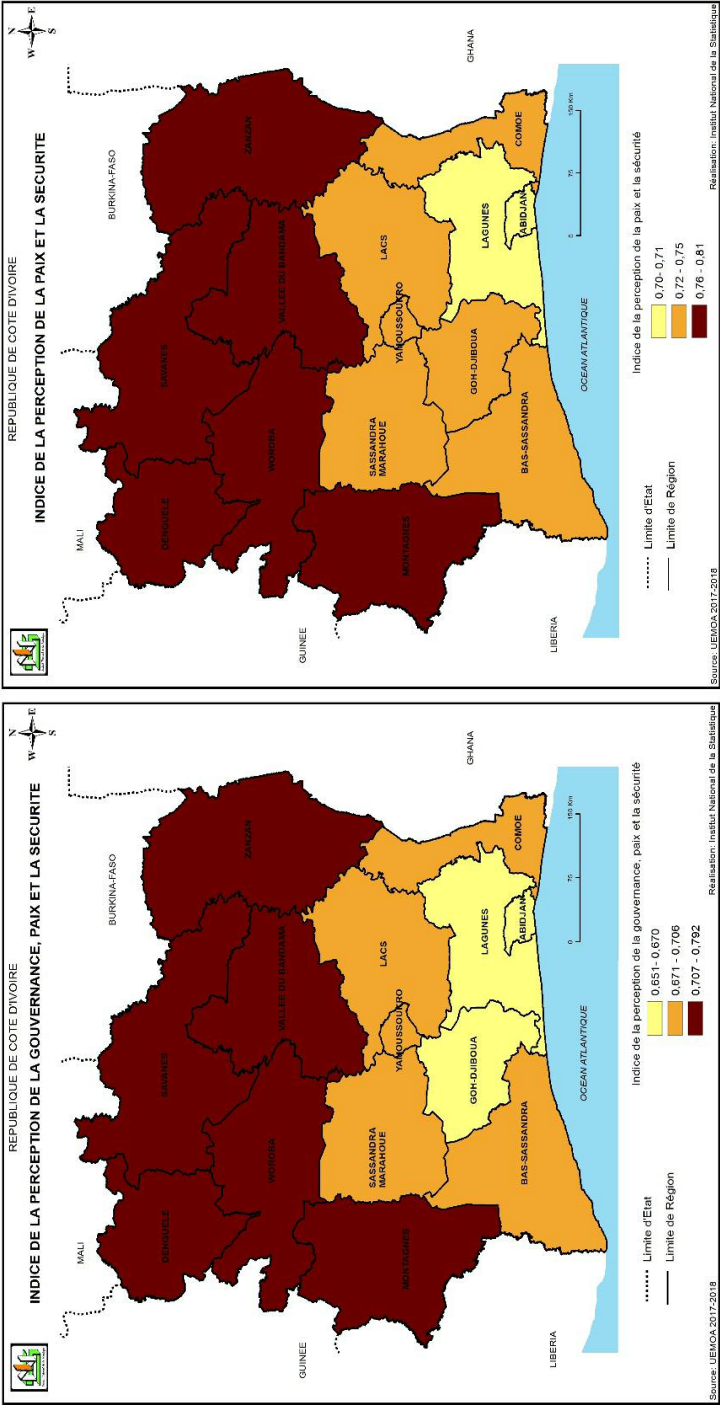 REPUBLIQUE DE COTE D'IVOIRE
INDICE DE LA PERCEPTION DE LA GOUVERNANCE, PAIX ET LA SECURITE
N
W E
S
MALI
BURKINA-FASO
GUINEE
GHANA
LIBERIA
DENGUELE
SAVANES
ZANZAN
WOROBA
VALLEE DU BANDAMA
MONTAGNES
SASSANDRA
MARAHOUE
YAMOUSSOUKRO
LACS
GOH-DJIBOUA
LAGUNES
COMOE
ABIDJAN
BAS-SASSANDRA
OCEAN ATLANTIQUE
0 75 150 Km
Limite d'Etat
Limite de Région
Indice de la perception de la gouvernance, paix et la sécurité
0,651- 0,670
0,671 - 0,706
0,707 - 0,792
Source: UEMOA 2017-2018
Réalisation: Institut National de la Statistique
REPUBLIQUE DE COTE D'IVOIRE
INDICE DE LA PERCEPTION DE LA PAIX ET LA SECURITE
N
W E
S
MALI
BURKINA-FASO
GUINEE
GHANA
LIBERIA
DENGUELE
SAVANES
ZANZAN
WOROBA
VALLEE DU BANDAMA
MONTAGNES
SASSANDRA
MARAHOUE
YAMOUSSOUKRO
LACS
GOH-DJIBOUA
LAGUNES
COMOE
ABIDJAN
BAS-SASSANDRA
OCEAN ATLANTIQUE
0 75 150 Km
Limite d'Etat
Limite de Région
Indice de la perception de la paix et la sécurité
0,70- 0,71
0,72 - 0,75
0,76 - 0,81
Source: UEMOA 2017-2018
Réalisation: Institut National de la Statistique